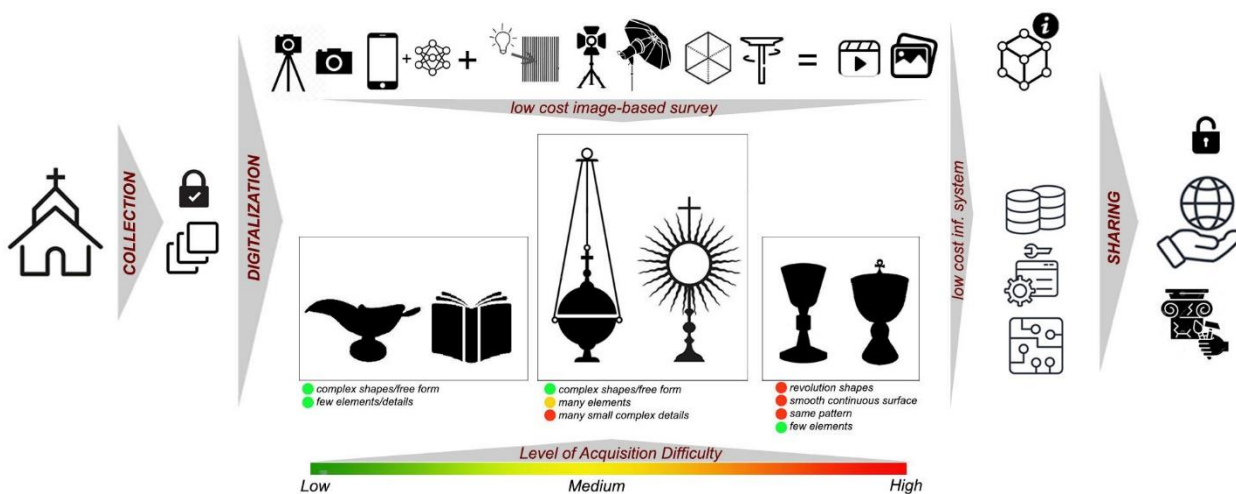 +
+
=
i
low cost image-based survey
COLLECTION
DIGITALIZATION
low cost inf. system
SHARING
complex shapes/free form
few elements/details
complex shapes/free form
many elements
many small complex details
revolution shapes
smooth continuous surface
same pattern
few elements
Level of Acquisition Difficulty
Low
Medium
High